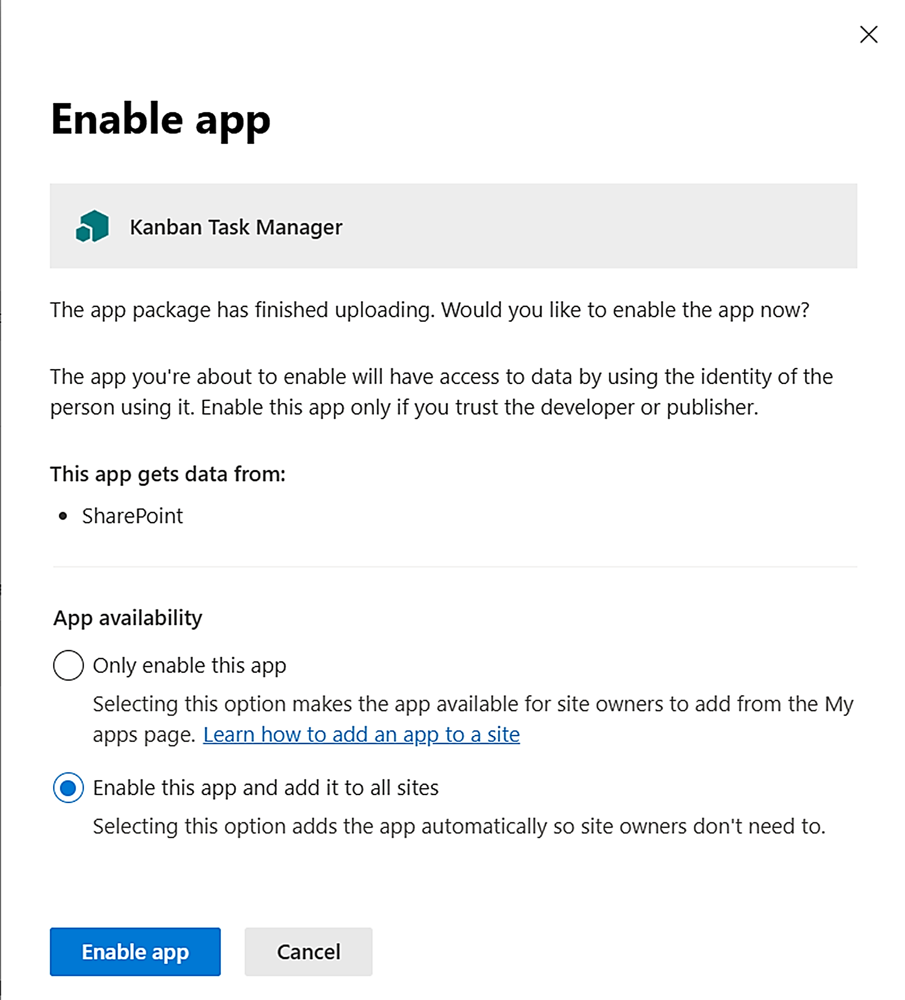 Enable app
Kanban Task Manager
The app package has finished uploading. Would you like to enable the app now?
The app you're about to enable will have access to data by using the identity of the
person using it. Enable this app only if you trust the developer or publisher.
This app gets data from:
• SharePoint
App availability
Only enable this app
Selecting this option makes the app available for site owners to add from the My
apps page. Learn how to add an app to a site
Enable this app and add it to all sites
Selecting this option adds the app automatically so site owners don't need to.
Enable app
Cancel